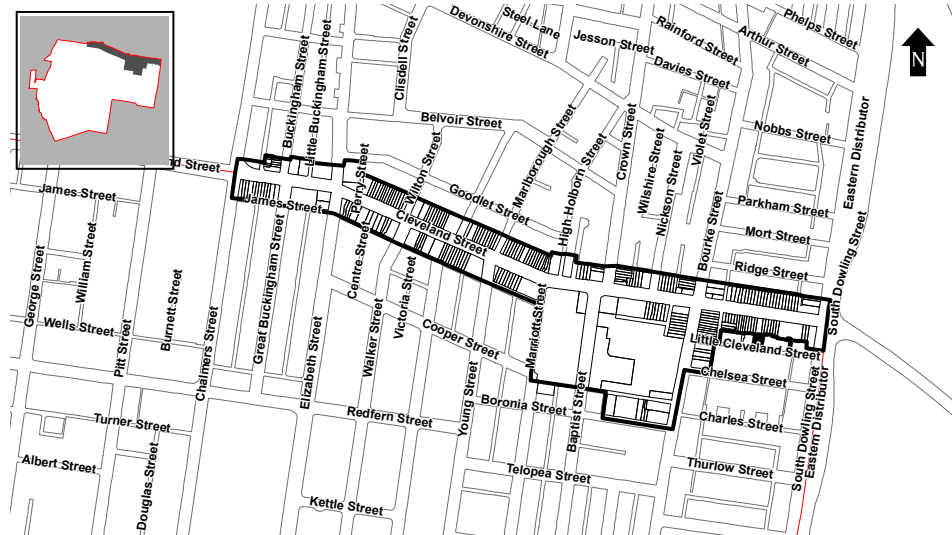 Phelps Street
Steel Lane
Devonshire Street
Rainford Street
Arthur Street
Jesson Street
Clisdell Street
Buckingham Street
Little Buckingham Street
Davies Street
N
Belvoir Street
Nobbs Street
Eastern Distributor
Marlborough Street
Crown Street
Violet Street
High Holborn Street
Wilshire Street
Nickson Street
nd Street
Perry Street
Wilton Street
James Street
Goodlet Street
James Street
Parkham Street
Bourke Street
Mort Street
Cleveland Street
South Dowling Street
William Street
George Street
Centre Street
Ridge Street
Victoria Street
Great Buckingham Street
Burnett Street
Wells Street
Pitt Street
Chalmers Street
Elizabeth Street
Walker Street
Cooper Street
Marriott Street
Little Cleveland Street
Chelsea Street
Young Street
Boronia Street
Baptist Street
Redfern Street
Turner Street
Charles Street
South Dowling Street
Eastern Distributor
Albert Street
Douglas Street
Telopea Street
Thurlow Street
Kettle Street